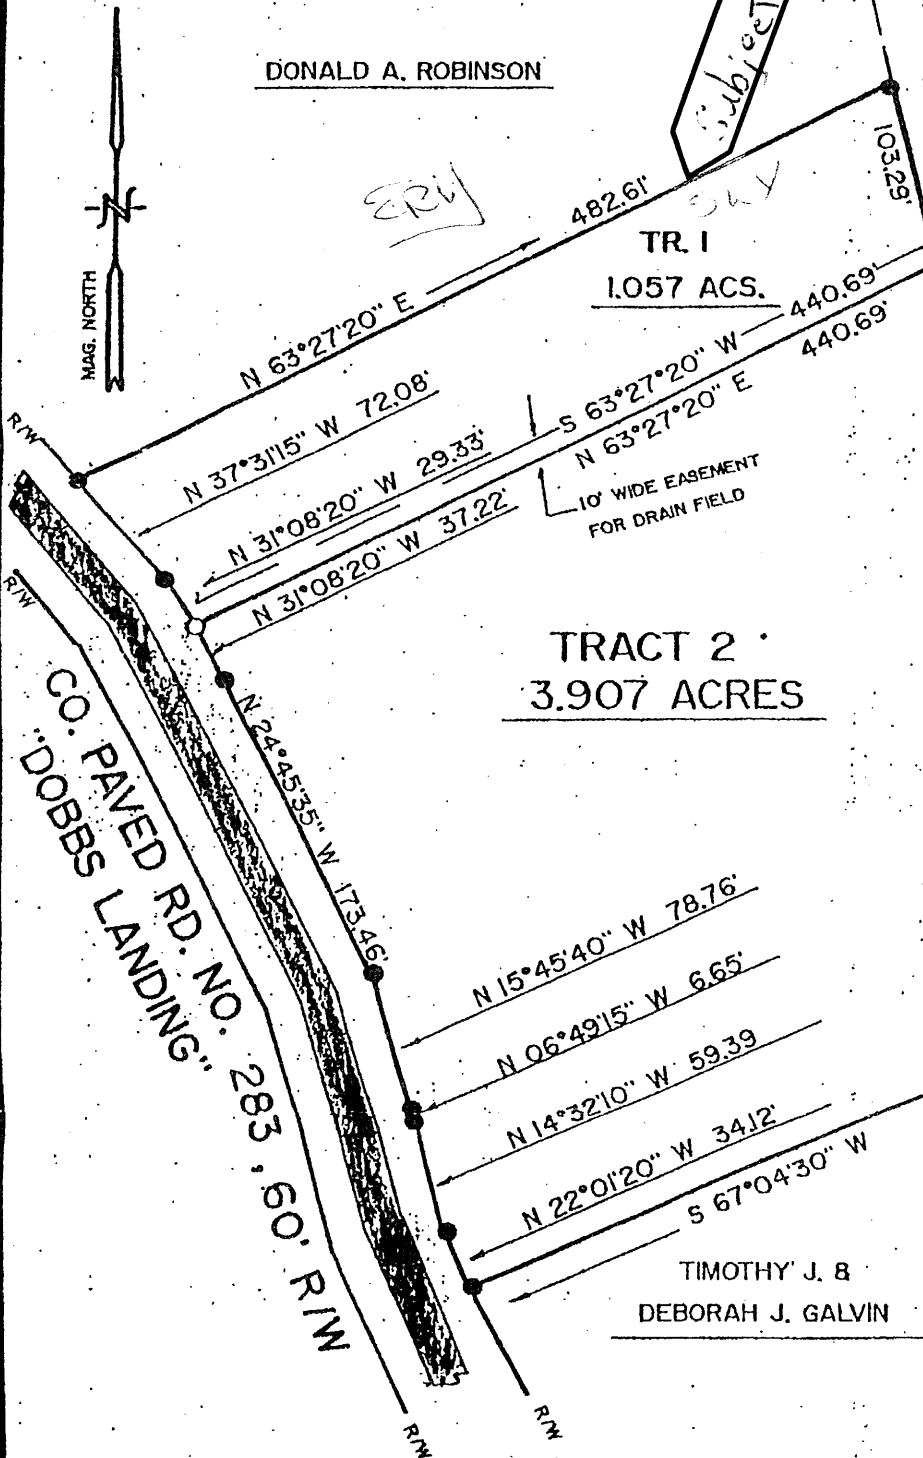 DONALD A. ROBINSON
Subject
103.29'
482.61'
TR. 1
1.057 ACS.
N
MAG. NORTH
N 63°27'20" E
440.69'
S 63°27'20" W
440.69'
N 63°27'20" E
R/W
N 37°31'15" W 72.08'
N 31°08'20" W 29.33'
10' WIDE EASEMENT
FOR DRAIN FIELD
N 31°08'20" W 37.22'
R/W
TRACT 2
3.907 ACRES
N 24°45'35" W 173.46'
CO. PAVED RD. NO. 283, 60' R/W
"DOBBS LANDING"
N 15°45'40" W 78.76'
N 06°49'15" W 6.65'
N 14°32'10" W 59.39
N 22°01'20" W 34.12'
S 67°04'30" W
TIMOTHY J. &
DEBORAH J. GALVIN
R/W
R/W